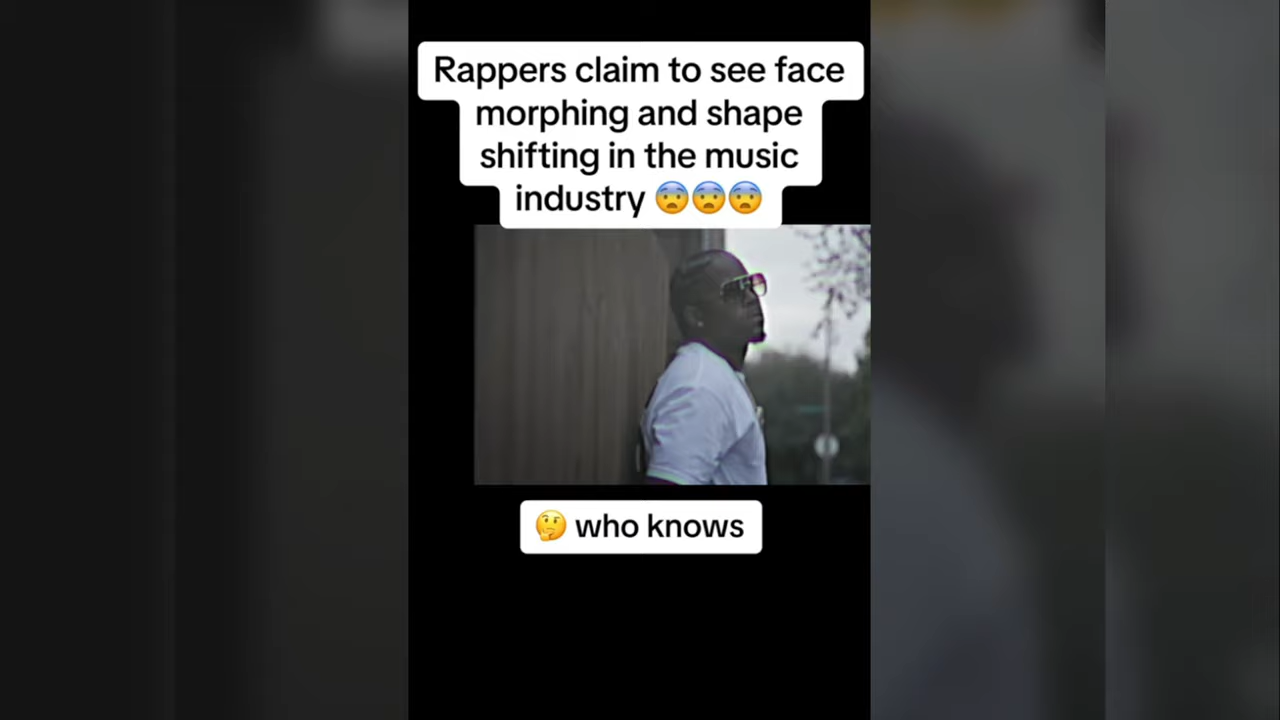 Rappers claim to see face
morphing and shape
shifting in the music
industry 😨😨😨
🤔 who knows